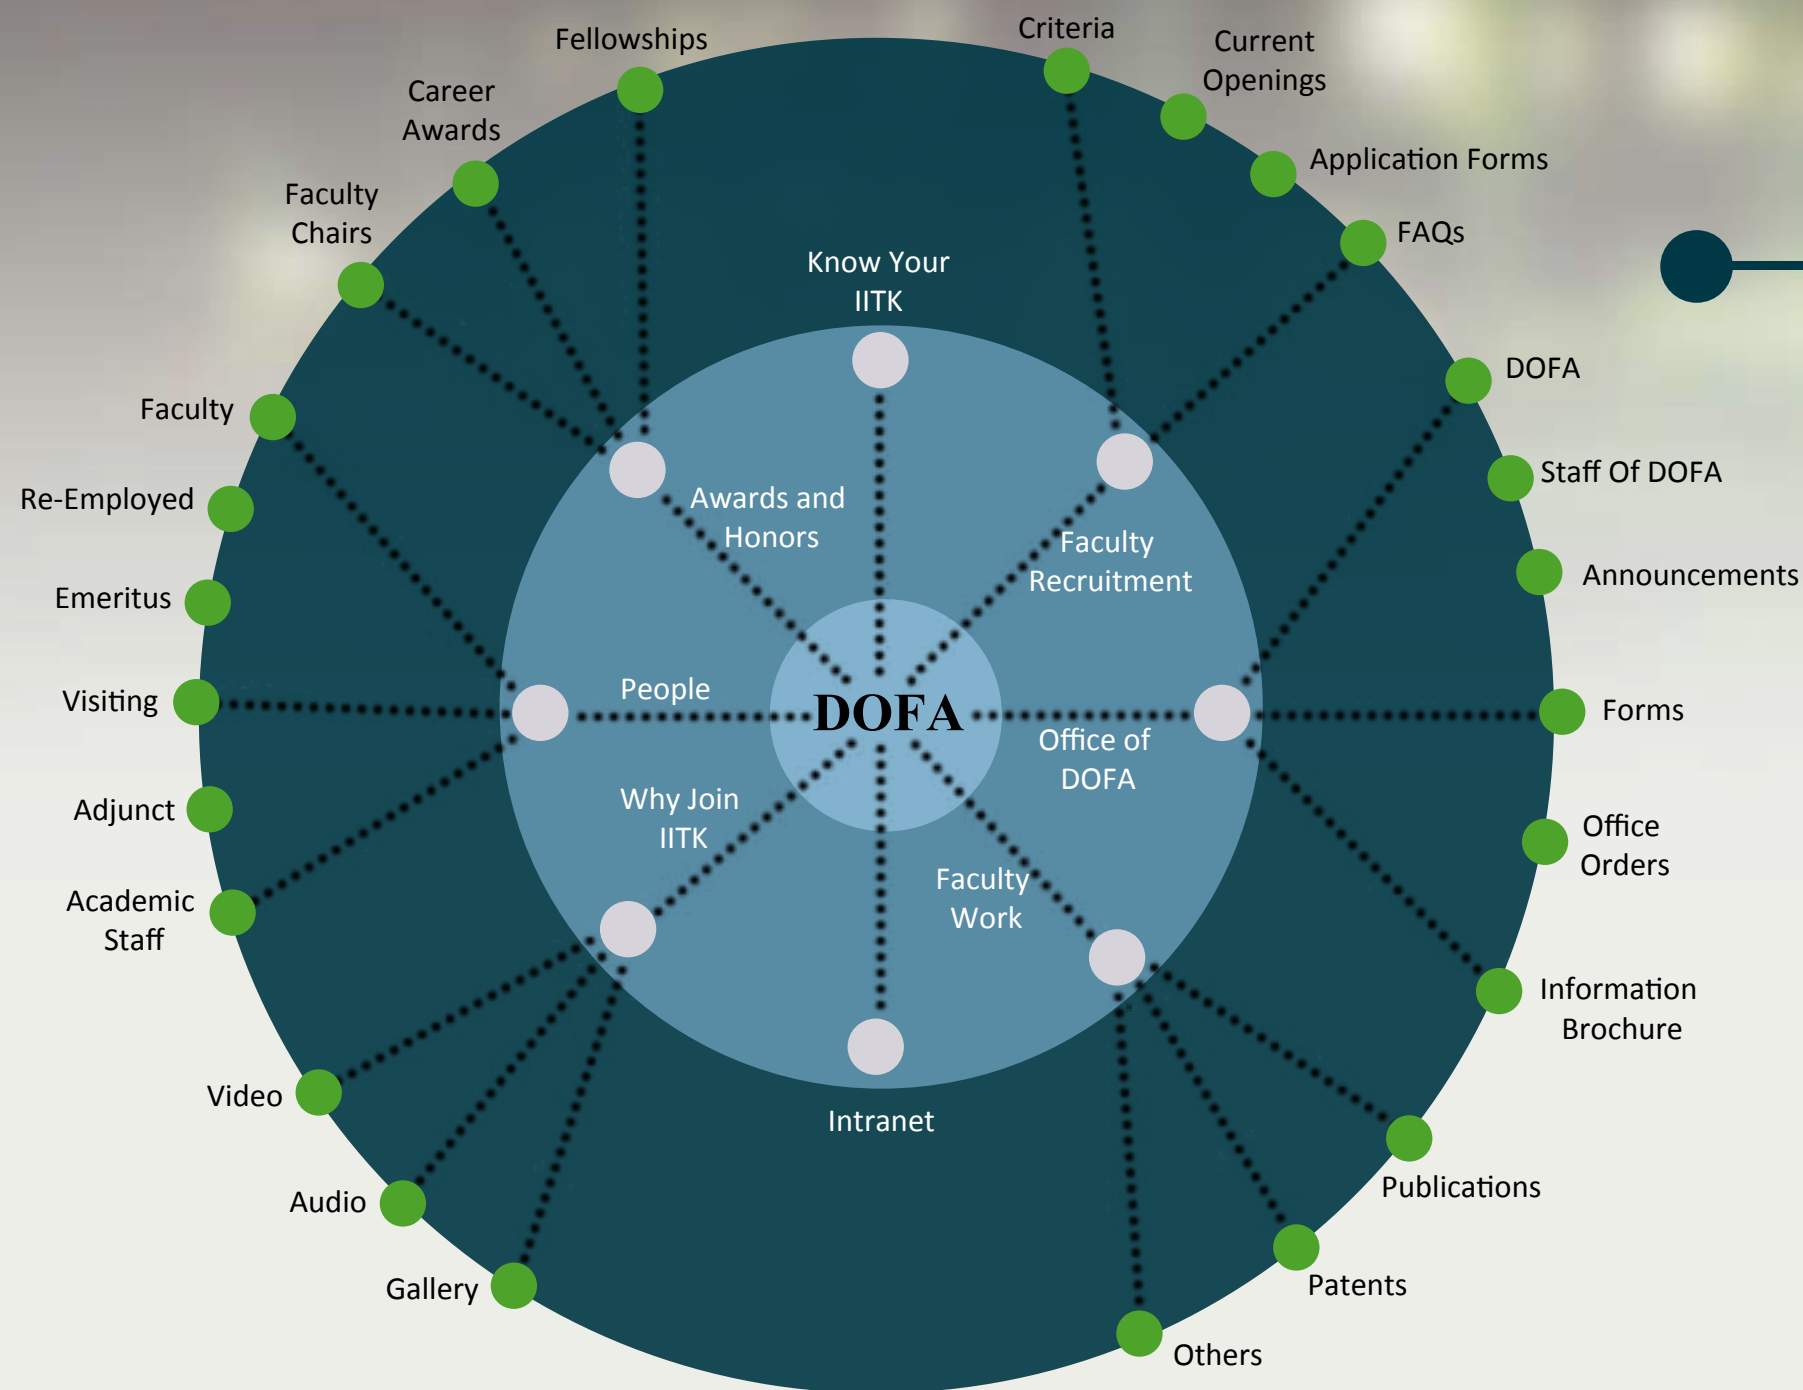 Fellowships
Career
Awards
Faculty
Chairs
Faculty
Re-Employed
Emeritus
Visiting
Adjunct
Academic
Staff
Video
Audio
Gallery
Criteria
Current
Openings
Application Forms
FAQs
DOFA
Staff Of DOFA
Announcements
Forms
Office
Orders
Information
Brochure
Publications
Patents
Others
Know Your
IITK
Awards and
Honors
Faculty
Recruitment
People
DOFA
Office of
DOFA
Why Join
IITK
Faculty
Work
Intranet